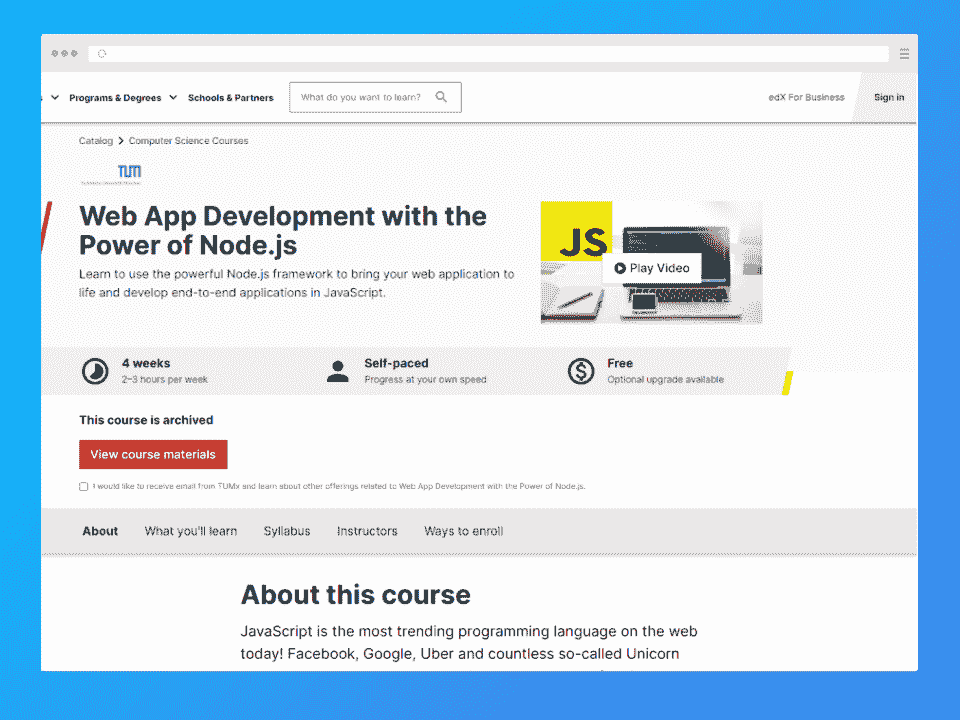 Programs & Degrees
Schools & Partners
What do you want to learn?
edX For Business
Sign in
Catalog
Computer Science Courses
TUM
Web App Development with the
Power of Node.js
Learn to use the powerful Node.js framework to bring your web application to
life and develop end-to-end applications in JavaScript.
JS
Play Video
4 weeks
2–3 hours per week
Self-paced
Progress at your own speed
Free
Optional upgrade available
This course is archived
View course materials
I would like to receive email from TUMx and learn about other offerings related to Web App Development with the Power of Node.js.
About
What you'll learn
Syllabus
Instructors
Ways to enroll
About this course
JavaScript is the most trending programming language on the web
today! Facebook, Google, Uber and countless so-called Unicorn